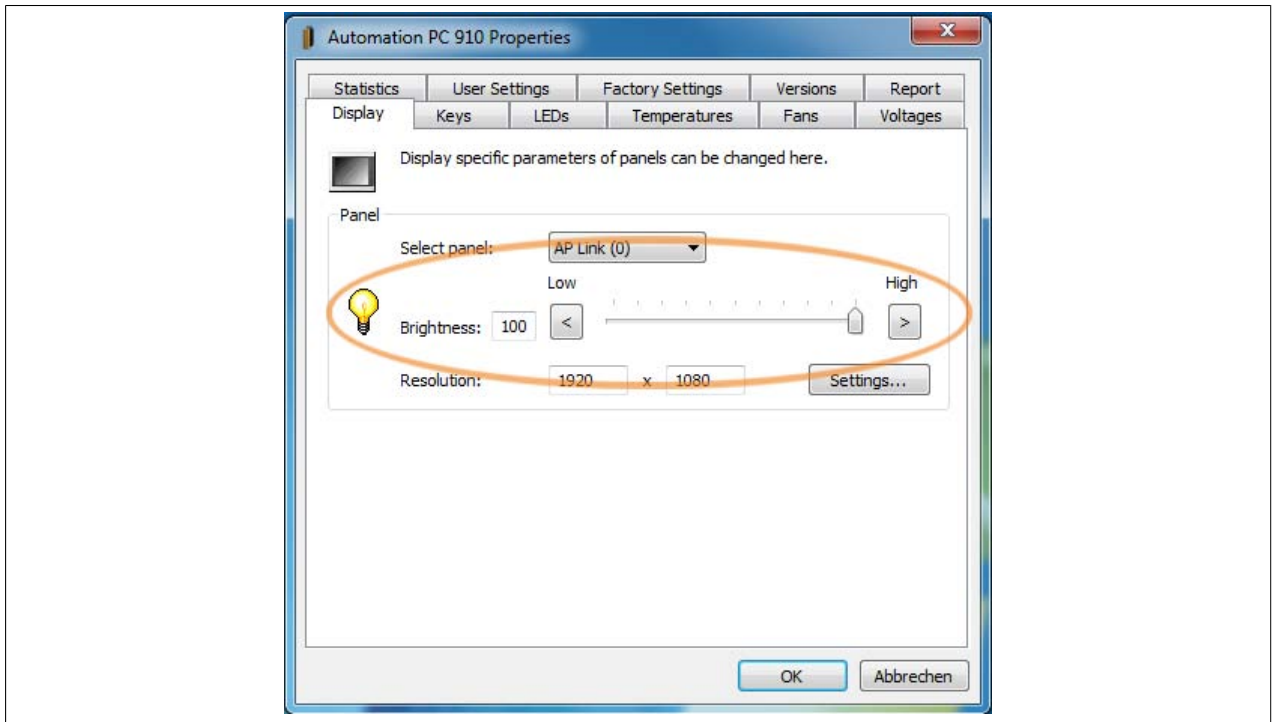 Automation PC 910 Properties
X
Statistics User Settings Factory Settings Versions Report
Display Keys LEDs Temperatures Fans Voltages
Display specific parameters of panels can be changed here.
Panel
Select panel: AP Link (0)
Low High
Brightness: 100 < >
Resolution: 1920 x 1080 Settings...
OK Abbrechen